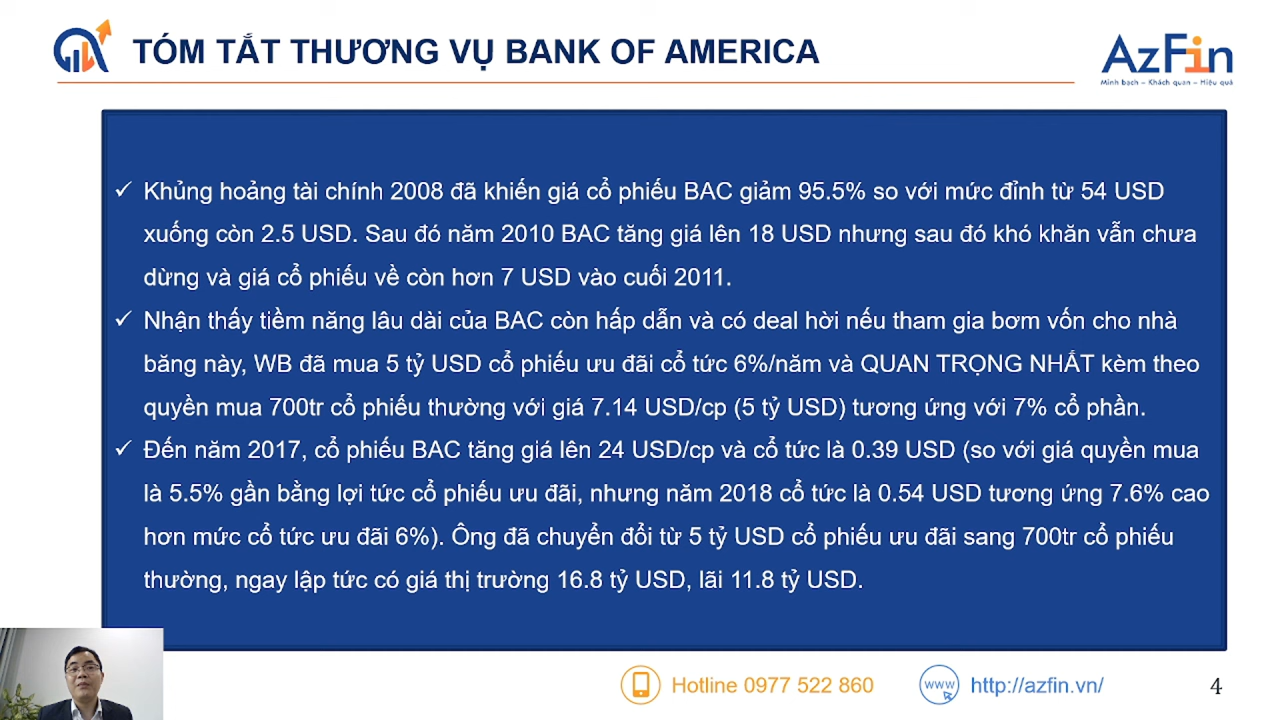 TÓM TẮT THƯƠNG VỤ BANK OF AMERICA
AzFin
Minh bạch – Khách quan – Hiệu quả
✓ Khủng hoảng tài chính 2008 đã khiến giá cổ phiếu BAC giảm 95.5% so với mức đỉnh từ 54 USD
xuống còn 2.5 USD. Sau đó năm 2010 BAC tăng giá lên 18 USD nhưng sau đó khó khăn vẫn chưa
dừng và giá cổ phiếu về còn hơn 7 USD vào cuối 2011.
✓ Nhận thấy tiềm năng lâu dài của BAC còn hấp dẫn và có deal hời nếu tham gia bơm vốn cho nhà
băng này, WB đã mua 5 tỷ USD cổ phiếu ưu đãi cổ tức 6%/năm và QUAN TRỌNG NHẤT kèm theo
quyền mua 700tr cổ phiếu thường với giá 7.14 USD/cp (5 tỷ USD) tương ứng với 7% cổ phần.
✓ Đến năm 2017, cổ phiếu BAC tăng giá lên 24 USD/cp và cổ tức là 0.39 USD (so với giá quyền mua
là 5.5% gần bằng lợi tức cổ phiếu ưu đãi, nhưng năm 2018 cổ tức là 0.54 USD tương ứng 7.6% cao
hơn mức cổ tức ưu đãi 6%). Ông đã chuyển đổi từ 5 tỷ USD cổ phiếu ưu đãi sang 700tr cổ phiếu
thường, ngay lập tức có giá thị trường 16.8 tỷ USD, lãi 11.8 tỷ USD.
Hotline 0977 522 860
www
http://azfin.vn/
4